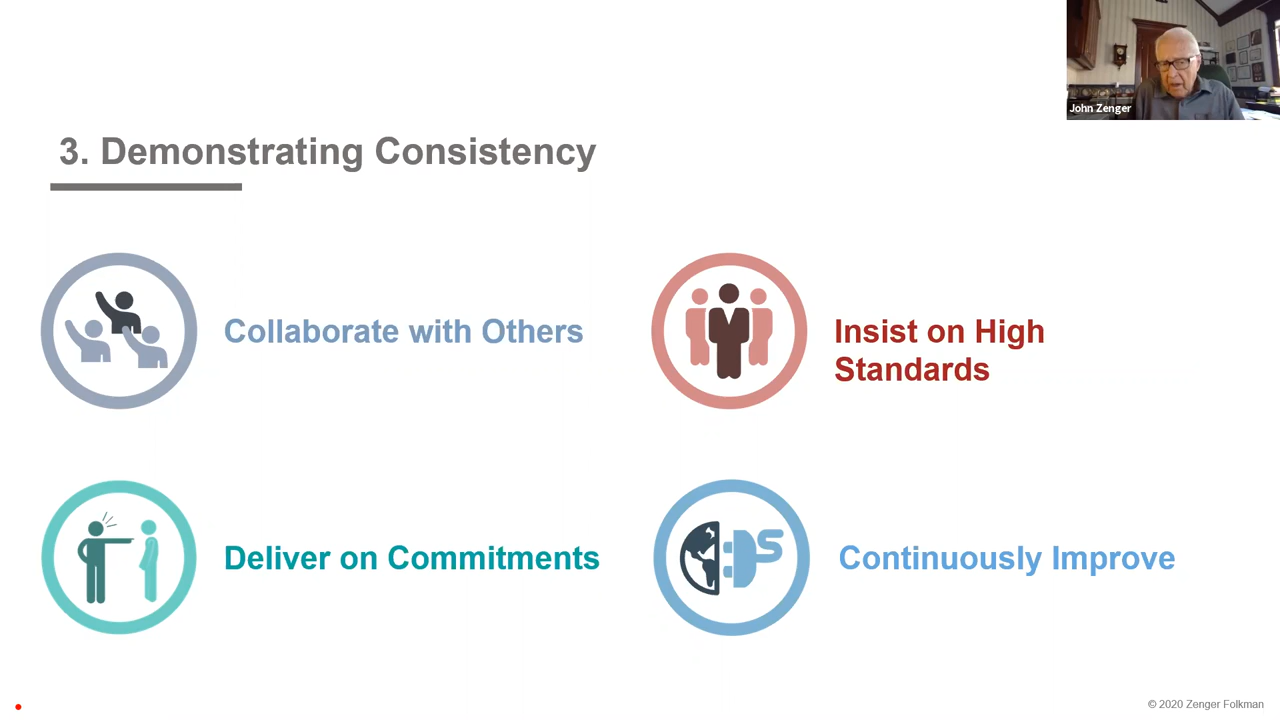 John Zenger
3. Demonstrating Consistency
Collaborate with Others
Insist on High
Standards
Deliver on Commitments
Continuously Improve
© 2020 Zenger Folkman